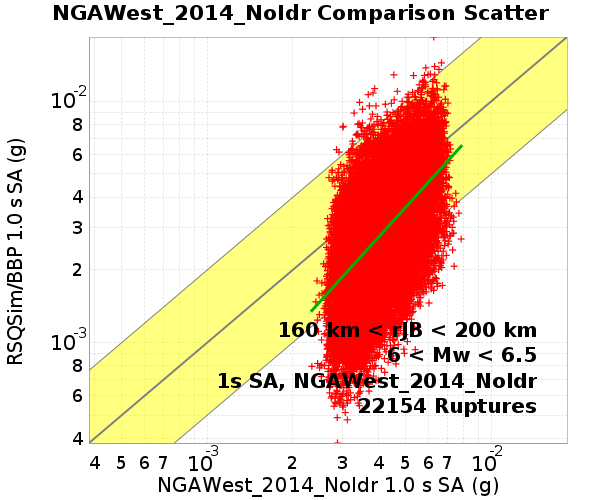 NGAWest_2014_NoIdr Comparison Scatter
RSQSim/BBP 1.0 s SA (g)
10-2
8
6
4
3
2
10-3
8
6
4
160 km < rJB < 200 km
6 < Mw < 6.5
1s SA, NGAWest_2014_NoIdr
22154 Ruptures
4 5 6 7 10-3 2 3 4 5 6 7 10-2
NGAWest_2014_NoIdr 1.0 s SA (g)